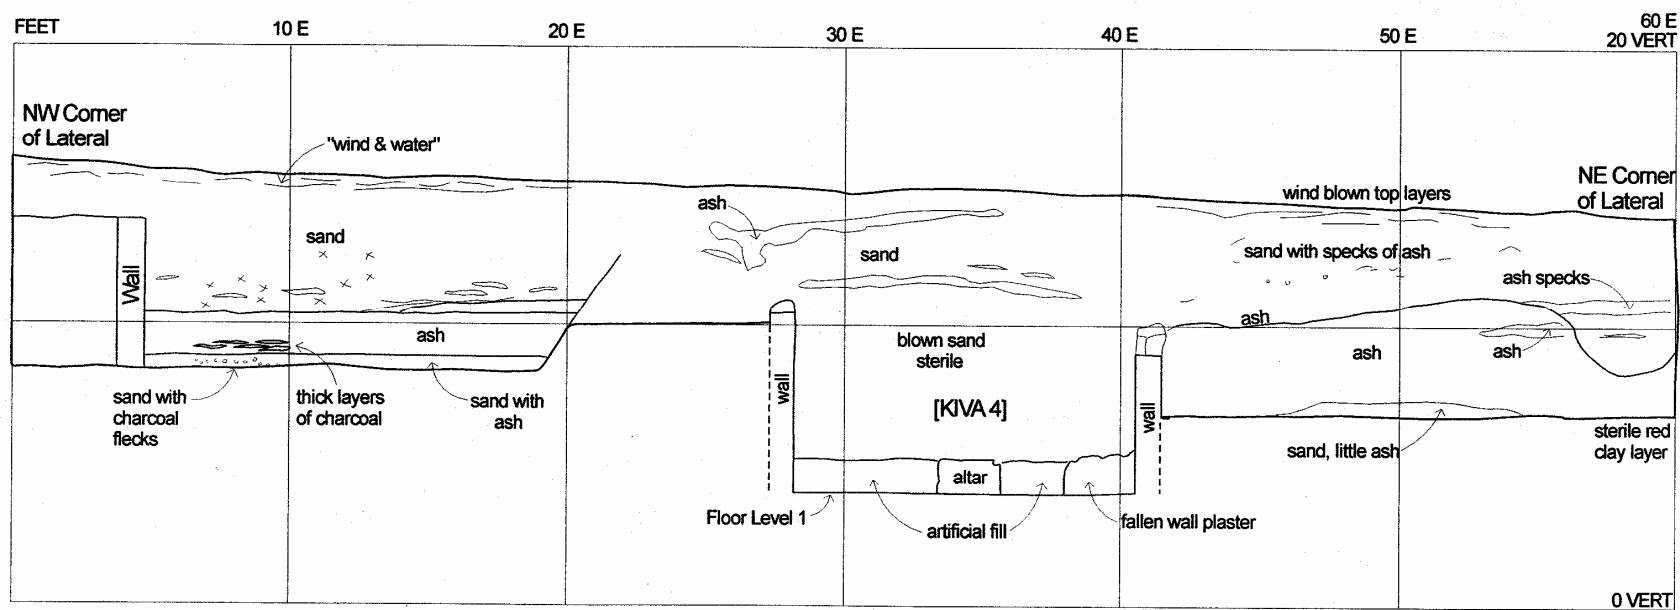 FEET
10 E
20 E
30 E
40 E
50 E
60 E
20 VERT
NW Corner
of Lateral
"wind & water"
ash
wind blown top layers
NE Corner
of Lateral
sand
sand
sand with specks of ash
ash specks
Wall
ash
blown sand
sterile
ash
ash
ash
wall
[KIVA 4]
wall
sand with
charcoal
flecks
thick layers
of charcoal
sand with
ash
sand, little ash
sterile red
clay layer
altar
Floor Level 1
artificial fill
fallen wall plaster
0 VERT